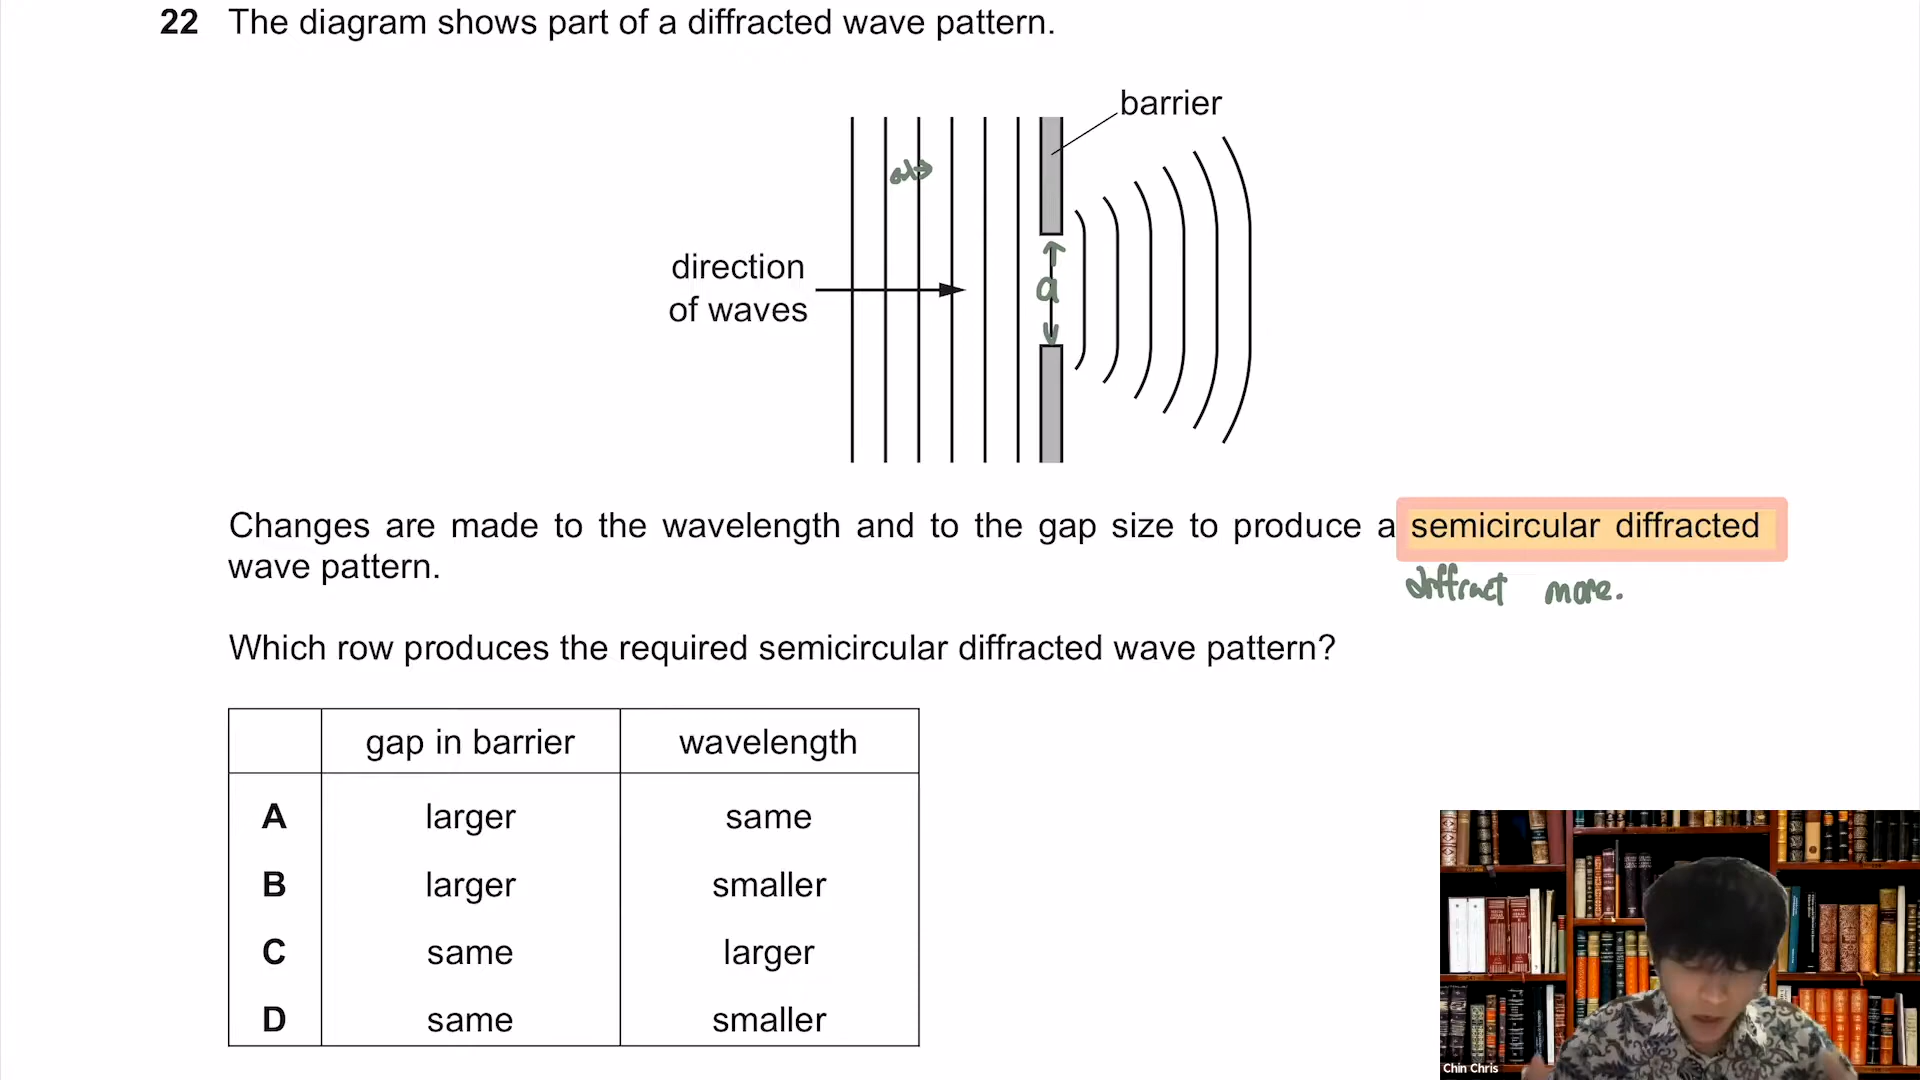 22 The diagram shows part of a diffracted wave pattern.
barrier
direction
of waves
a
Changes are made to the wavelength and to the gap size to produce a semicircular diffracted
wave pattern.
diffract more.
Which row produces the required semicircular diffracted wave pattern?
gap in barrier wavelength
A larger same
B larger smaller
C same larger
D same smaller
Chin Chris